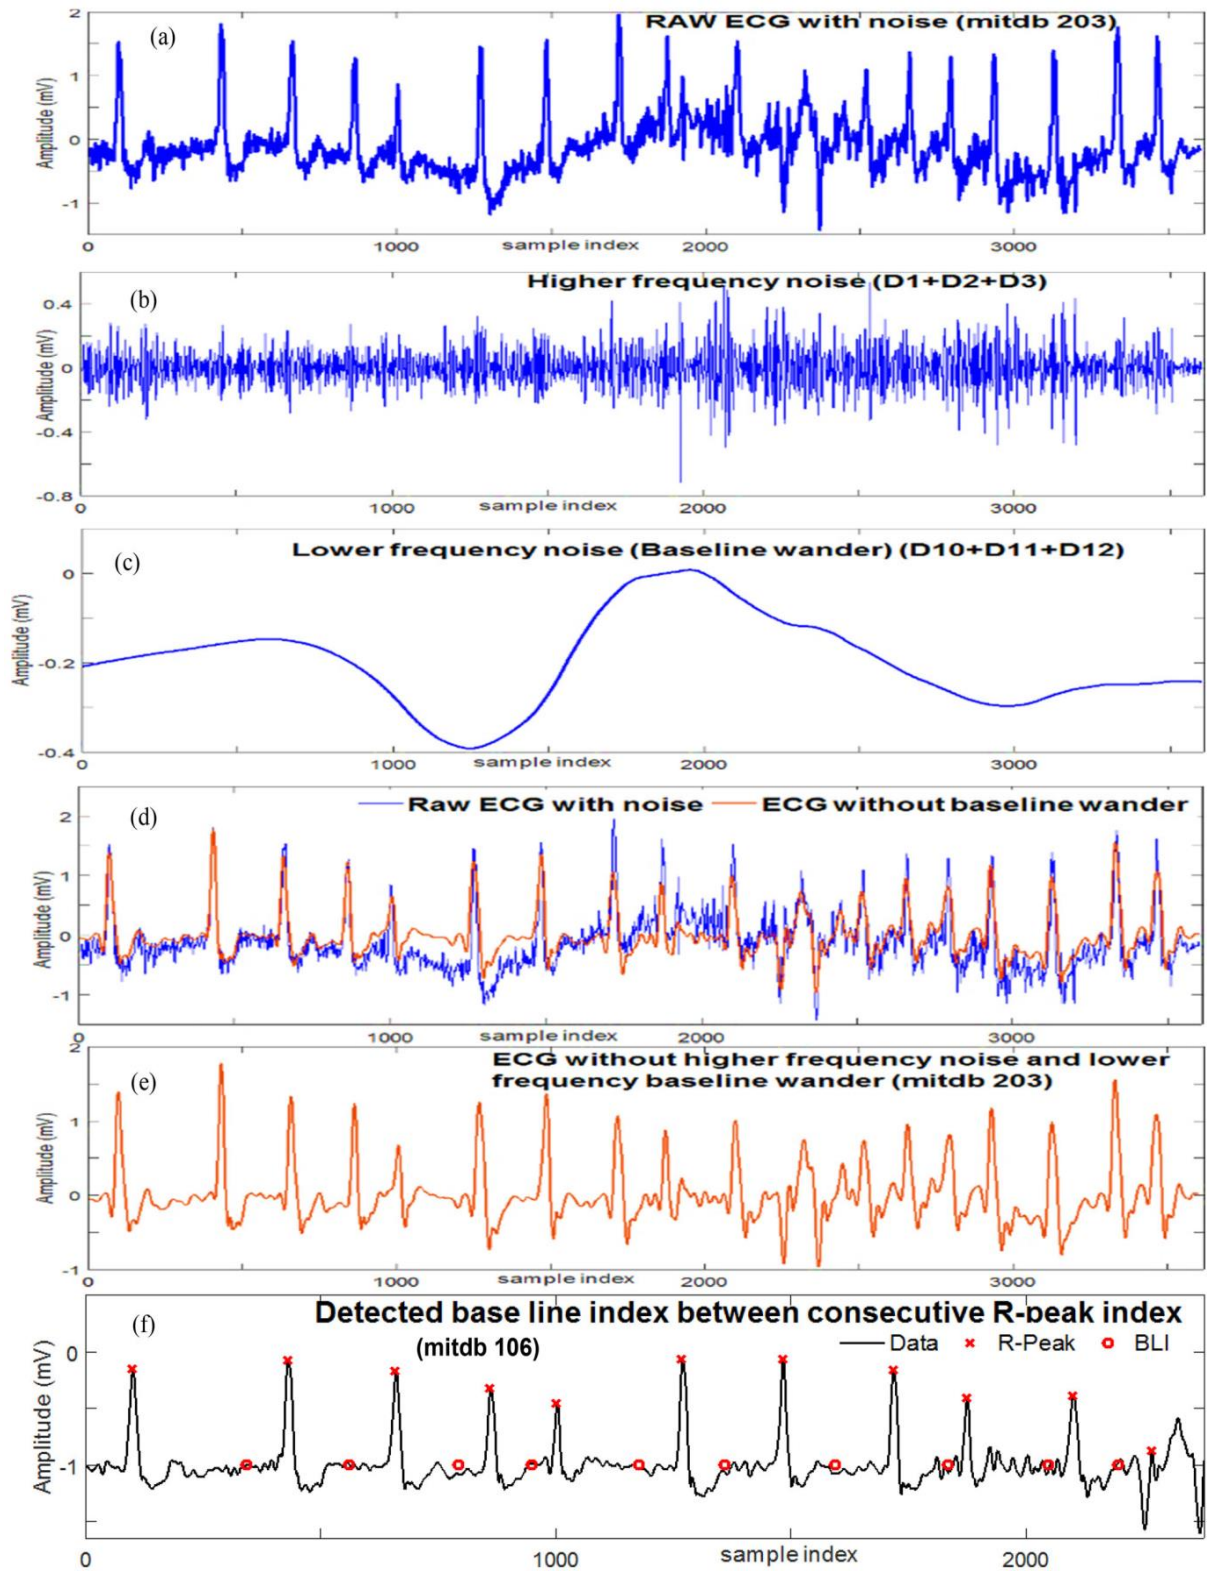 (a)
RAW ECG with noise (mitdb 203)
Amplitude (mV)
2
1
0
-1
0 1000 2000 3000
sample index
(b)
Higher frequency noise (D1+D2+D3)
Amplitude (mV)
0.4
0
-0.4
-0.8
0 1000 2000 3000
sample index
(c)
Lower frequency noise (Baseline wander) (D10+D11+D12)
Amplitude (mV)
0
-0.2
-0.4
0 1000 2000 3000
sample index
(d)
Raw ECG with noise ECG without baseline wander
Amplitude (mV)
2
1
0
-1
0 1000 2000 3000
sample index
(e)
ECG without higher frequency noise and lower
frequency baseline wander (mitdb 203)
Amplitude (mV)
2
1
0
-1
0 1000 2000 3000
sample index
(f)
Detected base line index between consecutive R-peak index
(mitdb 106)
Data R-Peak BLI
Amplitude (mV)
0
-1
0 1000 2000
sample index